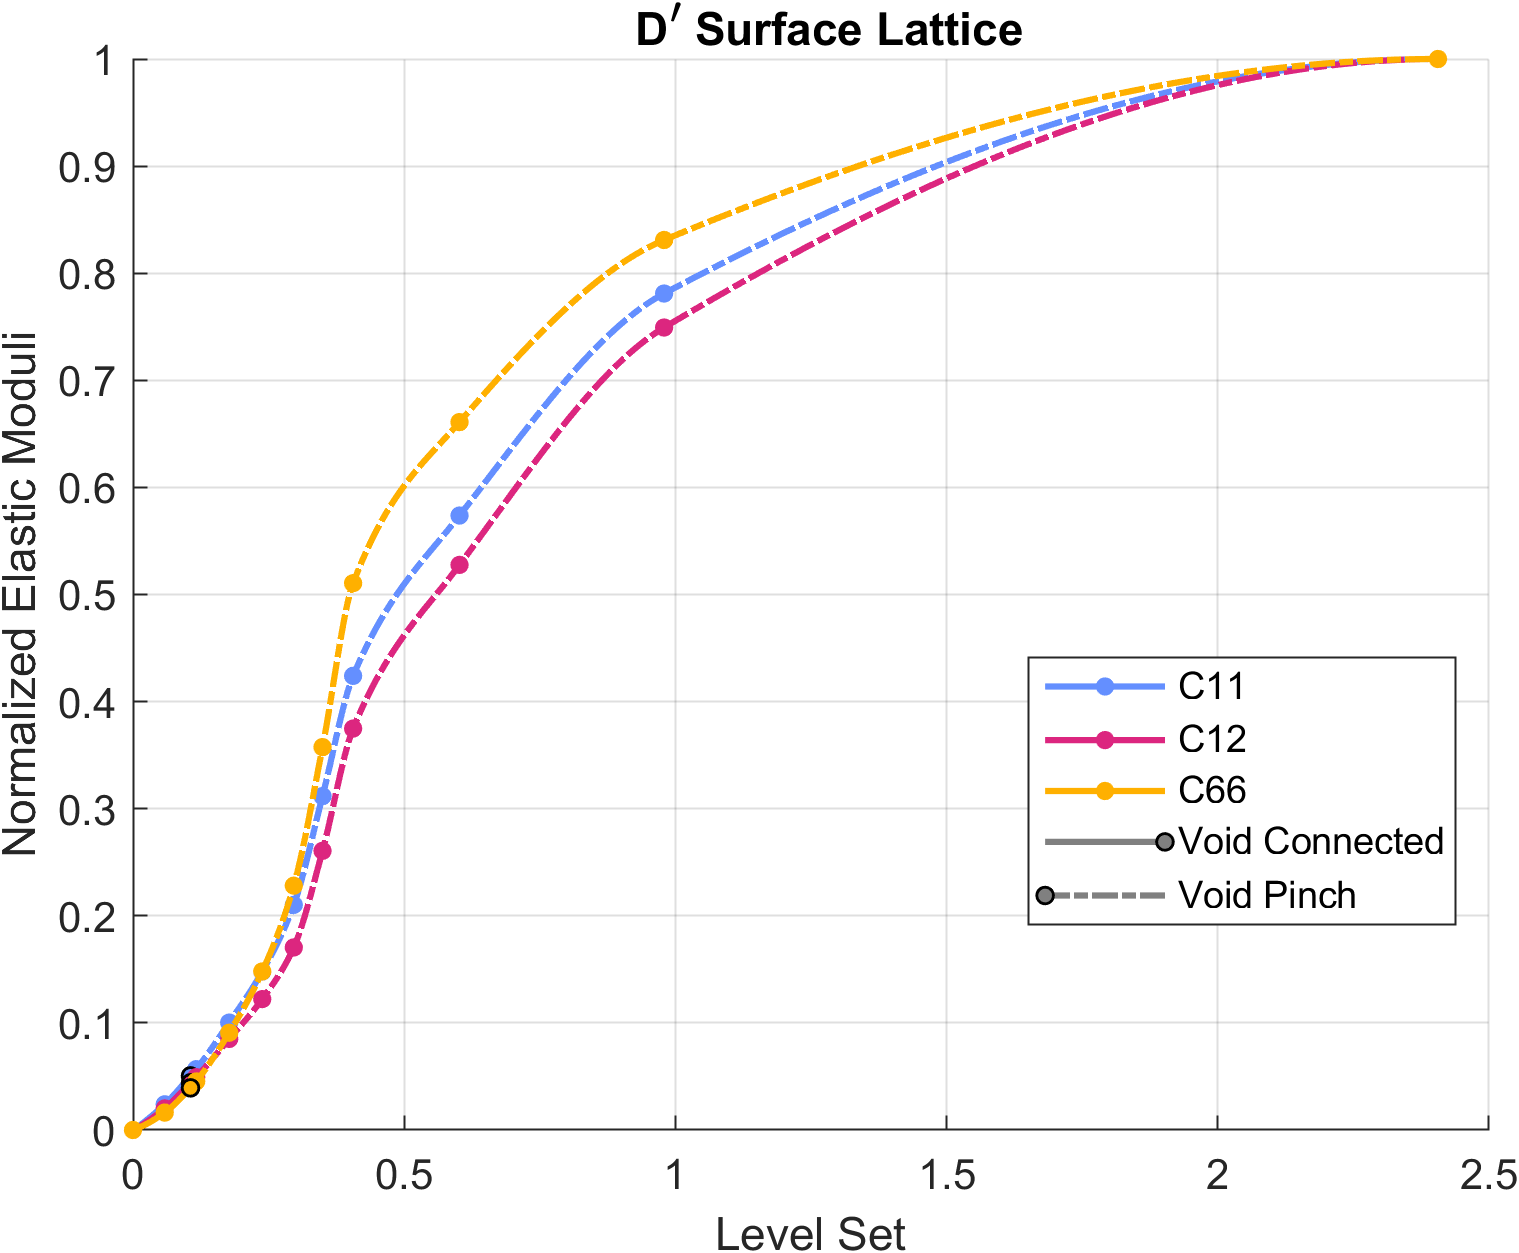 D′ Surface Lattice
Normalized Elastic Moduli
1
0.9
0.8
0.7
0.6
0.5
0.4
0.3
0.2
0.1
0
C11
C12
C66
Void Connected
Void Pinch
0 0.5 1 1.5 2 2.5
Level Set